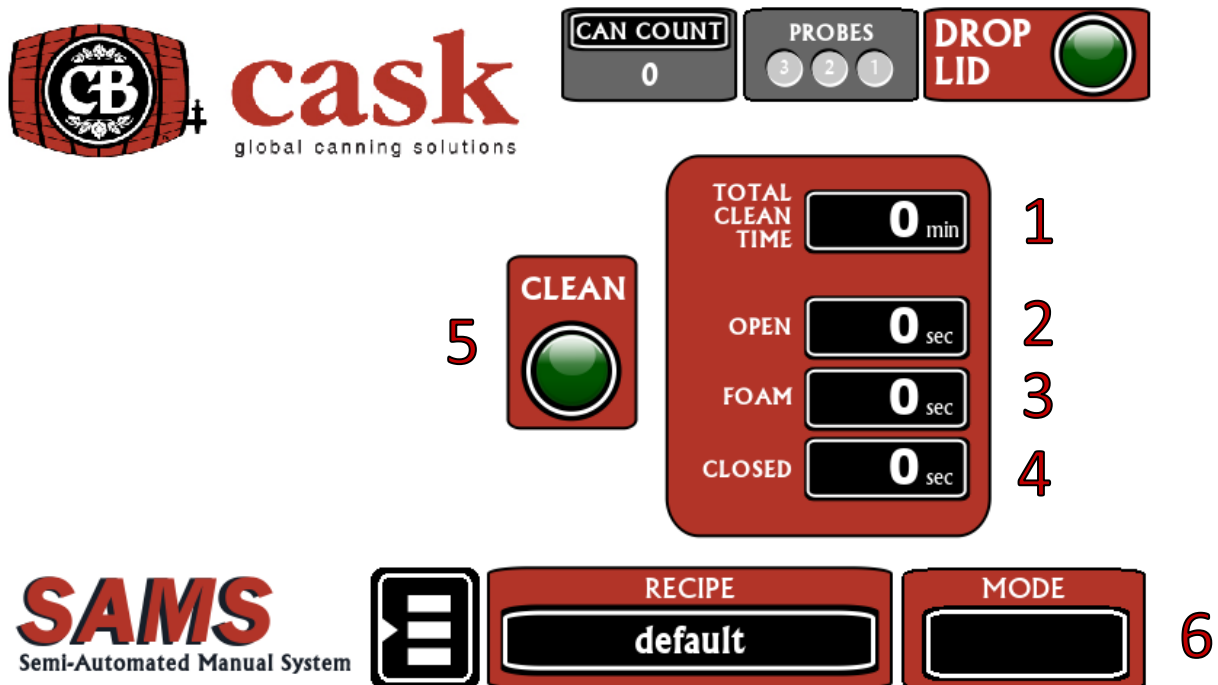 CB
cask
global canning solutions
CAN COUNT
0
PROBES
3 2 1
DROP
LID
TOTAL
CLEAN
TIME
0 min
1
CLEAN
5
OPEN
0 sec
2
FOAM
0 sec
3
CLOSED
0 sec
4
SAMS
Semi-Automated Manual System
RECIPE
default
MODE
6